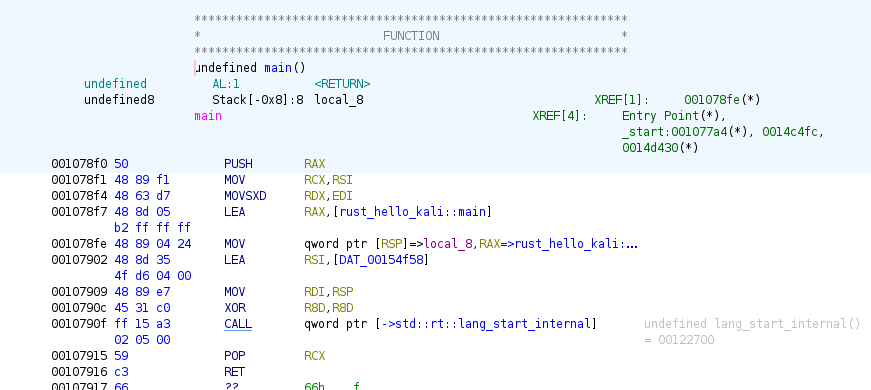 **************************************************************
* FUNCTION *
**************************************************************
undefined main()
undefined AL:1 <RETURN>
undefined8 Stack[-0x8]:8 local_8 XREF[1]: 001078fe(*)
main XREF[4]: Entry Point(*),
_start:001077a4(*), 0014c4fc,
0014d430(*)
001078f0 50 PUSH RAX
001078f1 48 89 f1 MOV RCX,RSI
001078f4 48 63 d7 MOVSXD RDX,EDI
001078f7 48 8d 05 LEA RAX,[rust_hello_kali::main]
b2 ff ff ff
001078fe 48 89 04 24 MOV qword ptr [RSP]=>local_8,RAX=>rust_hello_kali:...
00107902 48 8d 35 LEA RSI,[DAT_00154f58]
4f d6 04 00
00107909 48 89 e7 MOV RDI,RSP
0010790c 45 31 c0 XOR R8D,R8D
0010790f ff 15 a3 CALL qword ptr [->std::rt::lang_start_internal] undefined lang_start_internal()
02 05 00 = 00122700
00107915 59 POP RCX
00107916 c3 RET
00107917 66 ?? 66h f